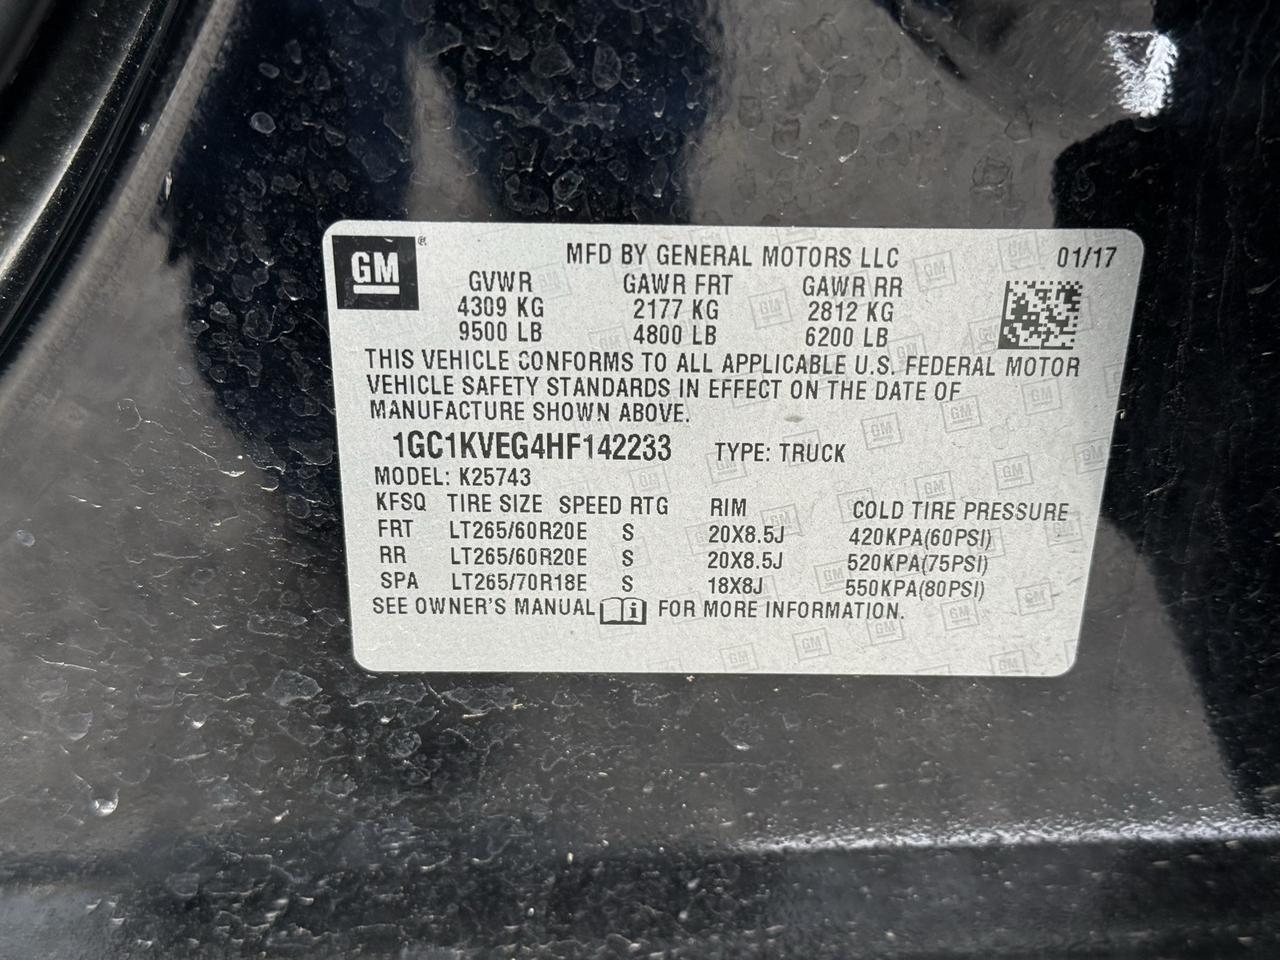 GM®
MFD BY GENERAL MOTORS LLC 01/17
GVWR GAWR FRT GAWR RR
4309 KG 2177 KG 2812 KG
9500 LB 4800 LB 6200 LB
THIS VEHICLE CONFORMS TO ALL APPLICABLE U.S. FEDERAL MOTOR
VEHICLE SAFETY STANDARDS IN EFFECT ON THE DATE OF
MANUFACTURE SHOWN ABOVE.
1GC1KVEG4HF142233 TYPE: TRUCK
MODEL: K25743
KFSQ TIRE SIZE SPEED RTG RIM COLD TIRE PRESSURE
FRT LT265/60R20E S 20X8.5J 420KPA(60PSI)
RR LT265/60R20E S 20X8.5J 520KPA(75PSI)
SPA LT265/70R18E S 18X8J 550KPA(80PSI)
SEE OWNER'S MANUAL i FOR MORE INFORMATION.